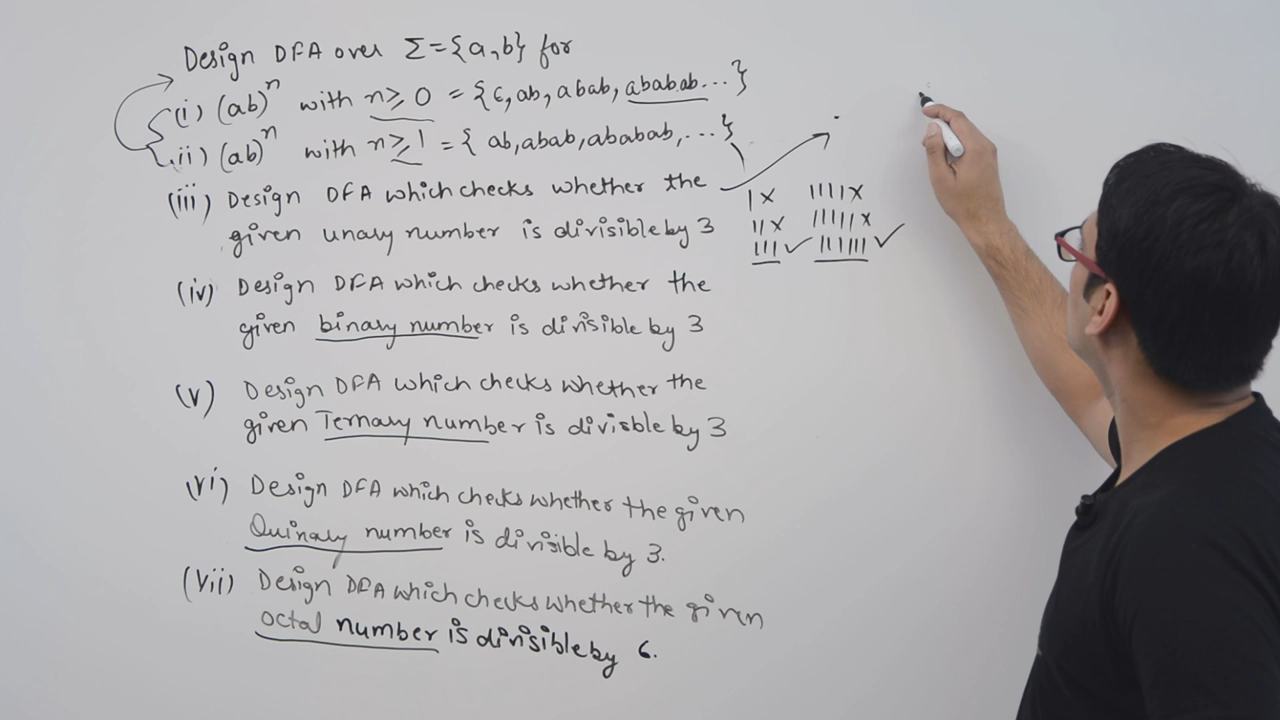 Design DFA over Σ={a,b} for
(i) (ab)^n with n≥0 = {ϵ, ab, abab, ababab...}
ii) (ab)^n with n≥1 = { ab,abab,ababab,...}
(iii) Design DFA which checks whether the
given unary number is divisible by 3
1 x 1111 x
11 x 11111 x
111 ✓ 111111 ✓
(iv) Design DFA which checks whether the
given binary number is divisible by 3
(v) Design DFA which checks whether the
given Ternary number is divisble by 3
(vi) Design DFA which checks whether the given
Quinary number is divisible by 3.
(vii) Design DFA which checks whether the given
octal number is divisible by 6.